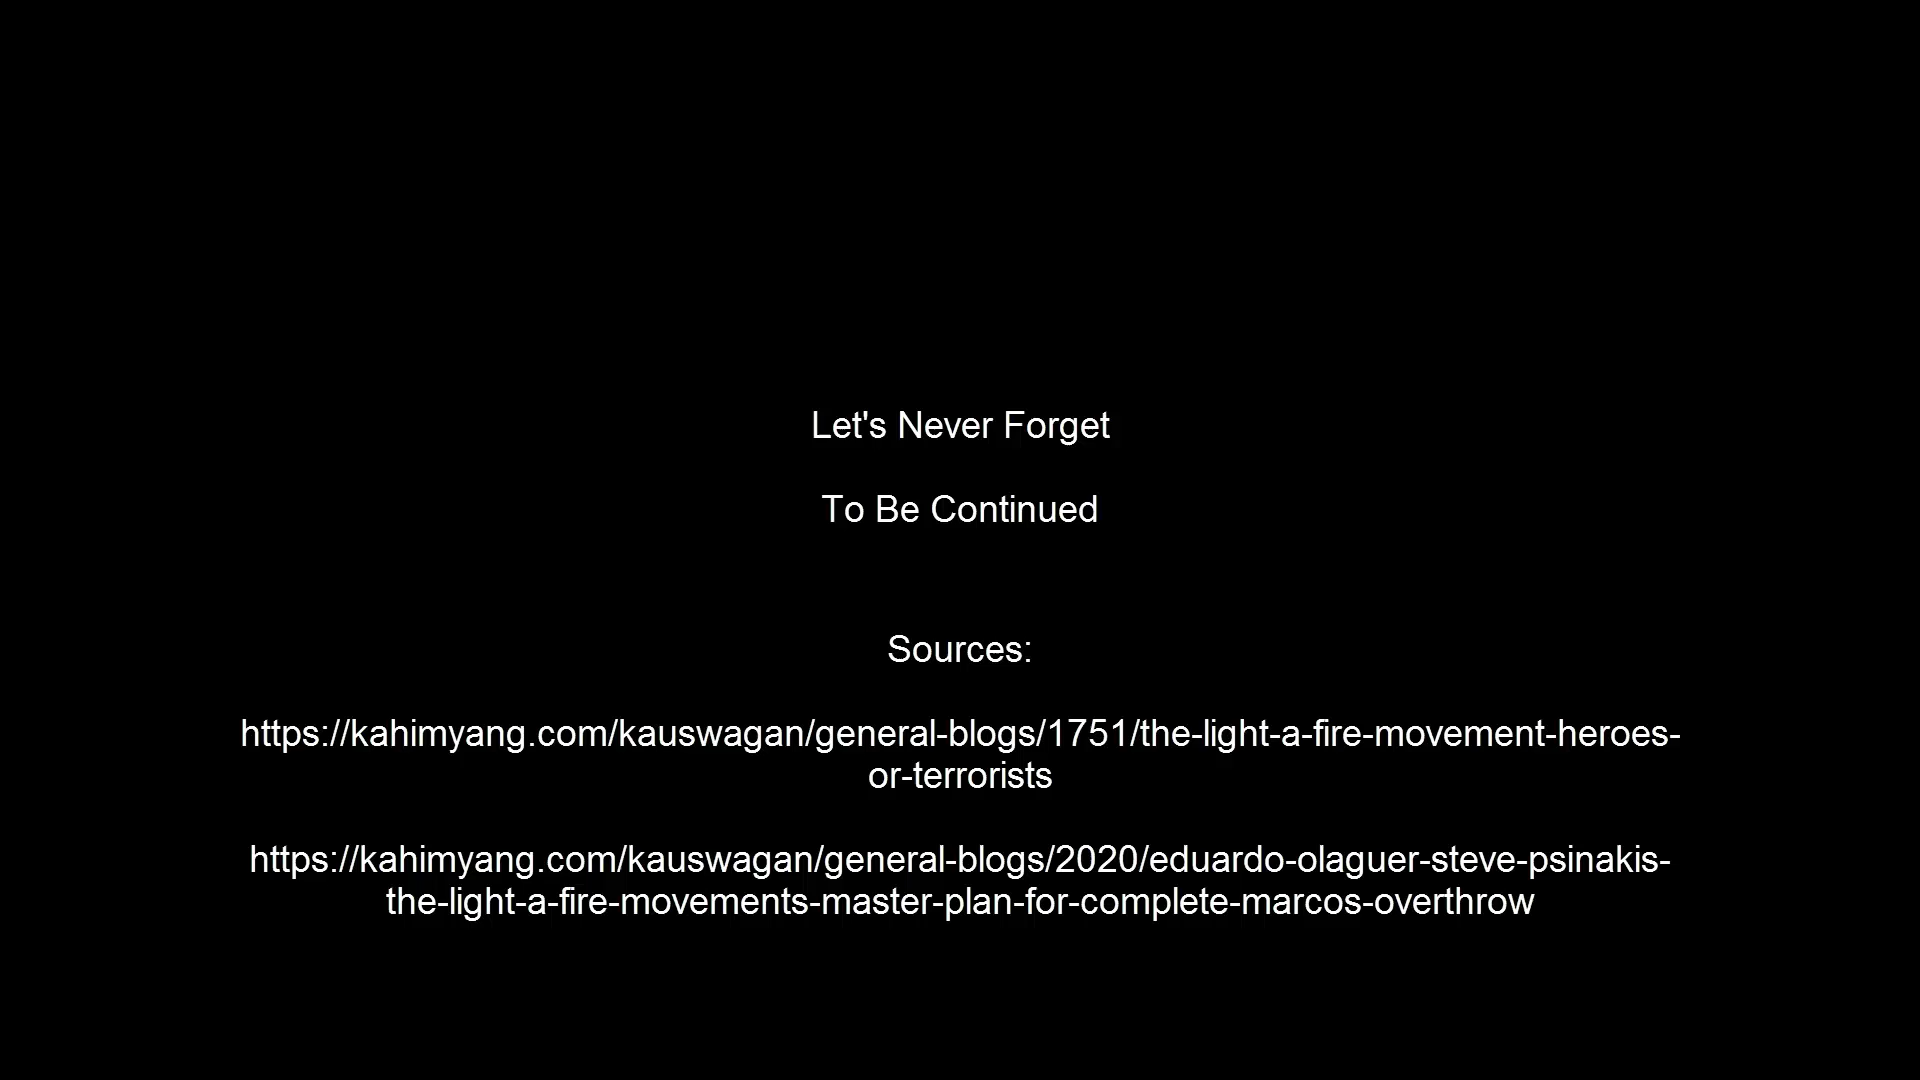 Let's Never Forget
To Be Continued
Sources:
https://kahimyang.com/kauswagan/general-blogs/1751/the-light-a-fire-movement-heroes-
or-terrorists
https://kahimyang.com/kauswagan/general-blogs/2020/eduardo-olaguer-steve-psinakis-
the-light-a-fire-movements-master-plan-for-complete-marcos-overthrow